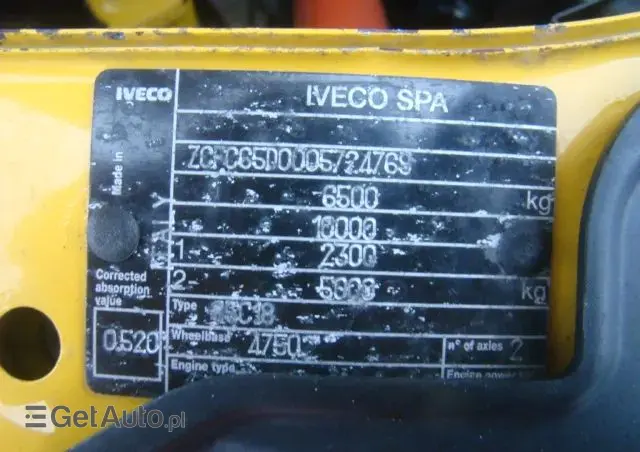 IVECO
IVECO SPA
Made in
ITALY
6500 kg
10000
1- 2300
2- 5000 kg
Corrected absorption value
0.520
Type
Wheelbase 4750 n° of axles 2
Engine type
GetAuto.pl